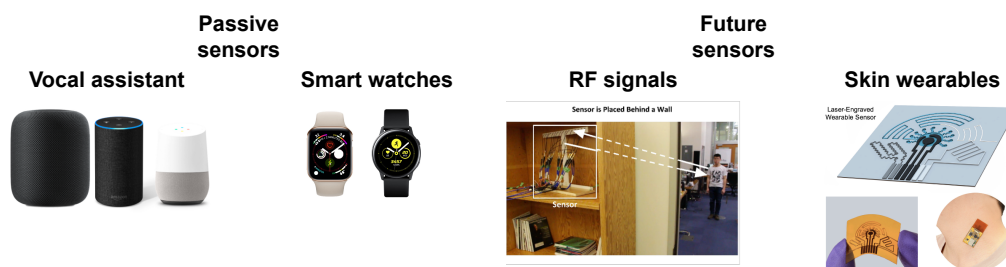 Passive
sensors
Future
sensors
Vocal assistant
Smart watches
RF signals
Skin wearables
Sensor is Placed Behind a Wall
Sensor
Laser-Engraved
Wearable Sensor